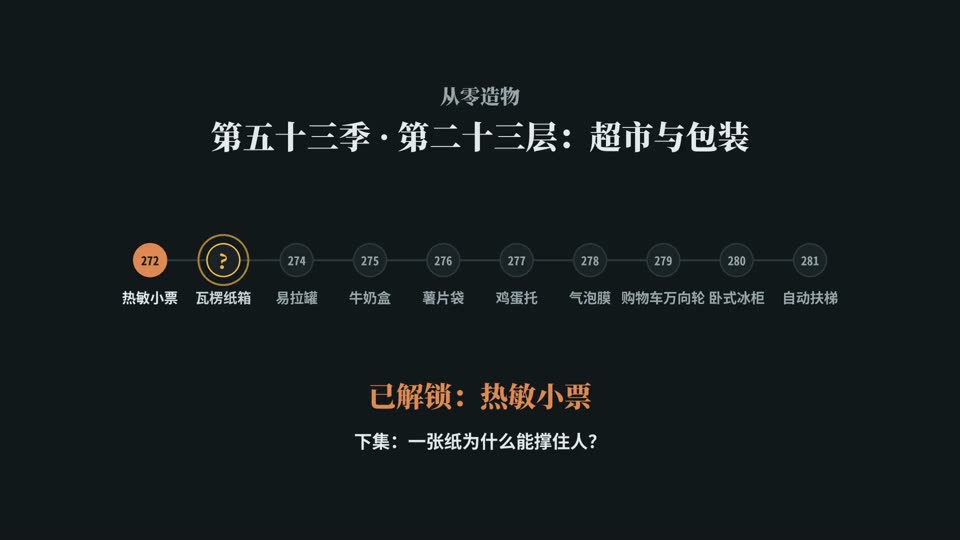 从零造物
第五十三季 · 第二十三层：超市与包装
272 ? 274 275 276 277 278 279 280 281
热敏小票 瓦楞纸箱 易拉罐 牛奶盒 薯片袋 鸡蛋托 气泡膜 购物车万向轮 卧式冰柜 自动扶梯
已解锁：热敏小票
下集：一张纸为什么能撑住人？